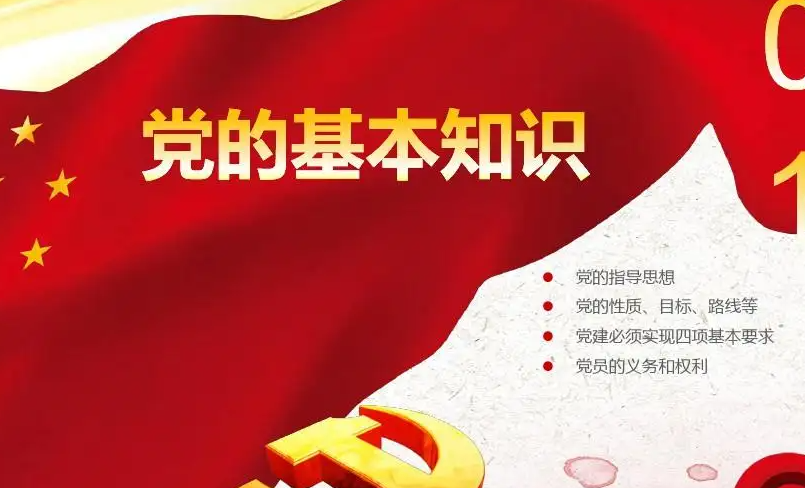 党的基本知识
0
1
党的指导思想
党的性质、目标、路线等
党建必须实现四项基本要求
党员的义务和权利